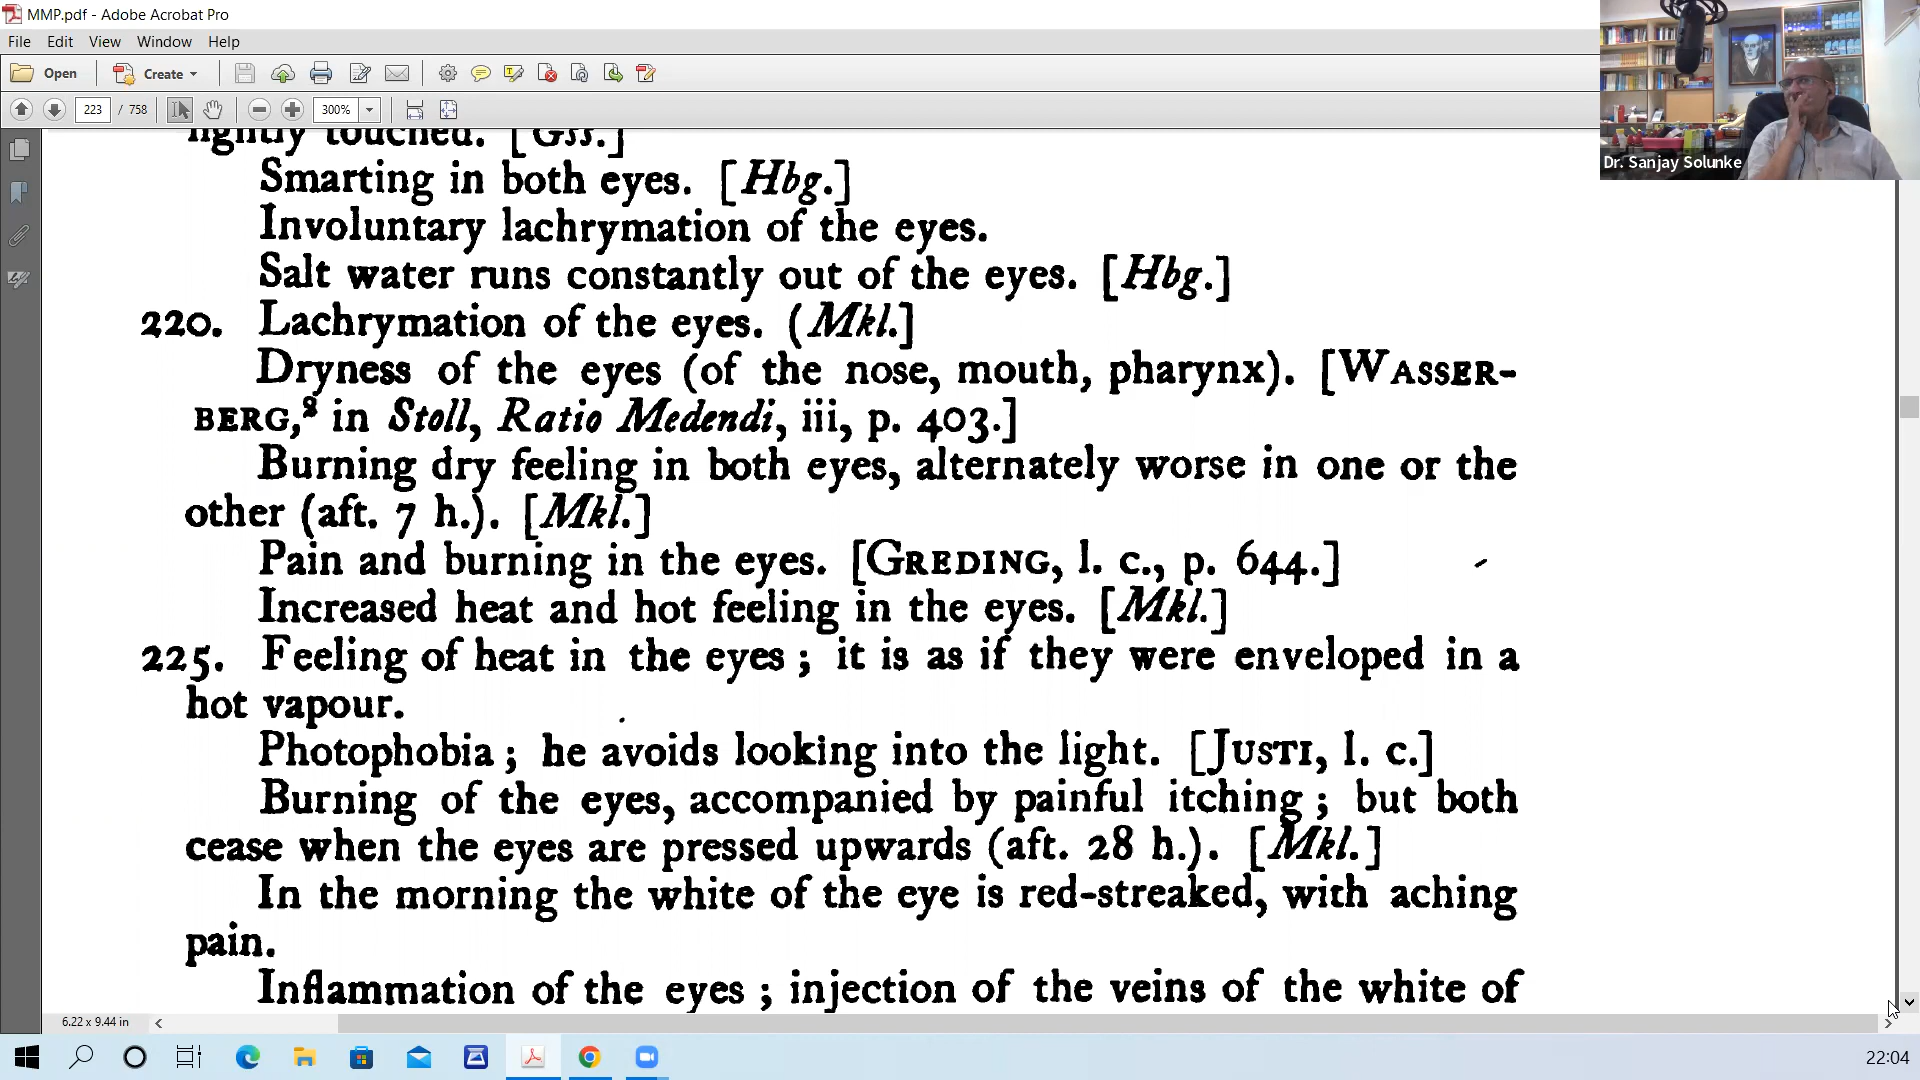 MMP.pdf - Adobe Acrobat Pro
File Edit View Window Help
Open Create
223 / 758 300%
Dr. Sanjay Solunke
lightly touched. [Gss.]
Smarting in both eyes. [Hbg.]
Involuntary lachrymation of the eyes.
Salt water runs constantly out of the eyes. [Hbg.]
220. Lachrymation of the eyes. (Mkl.]
Dryness of the eyes (of the nose, mouth, pharynx). [WASSER-
BERG,⁸ in Stoll, Ratio Medendi, iii, p. 403.]
Burning dry feeling in both eyes, alternately worse in one or the
other (aft. 7 h.). [Mkl.]
Pain and burning in the eyes. [GREDING, l. c., p. 644.]
Increased heat and hot feeling in the eyes. [Mkl.]
225. Feeling of heat in the eyes ; it is as if they were enveloped in a
hot vapour.
Photophobia ; he avoids looking into the light. [JUSTI, l. c.]
Burning of the eyes, accompanied by painful itching ; but both
cease when the eyes are pressed upwards (aft. 28 h.). [Mkl.]
In the morning the white of the eye is red-streaked, with aching
pain.
Inflammation of the eyes ; injection of the veins of the white of
6.22 x 9.44 in
22:04